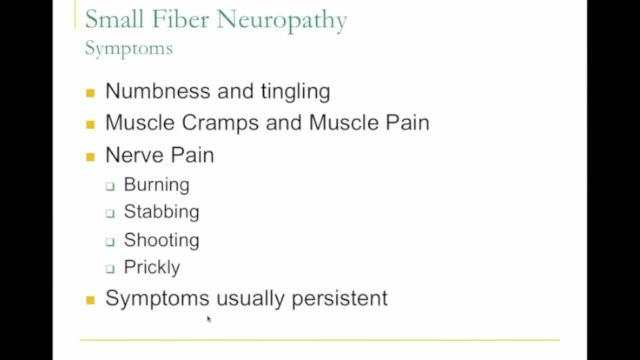 Small Fiber Neuropathy
Symptoms
Numbness and tingling
Muscle Cramps and Muscle Pain
Nerve Pain
Burning
Stabbing
Shooting
Prickly
Symptoms usually persistent